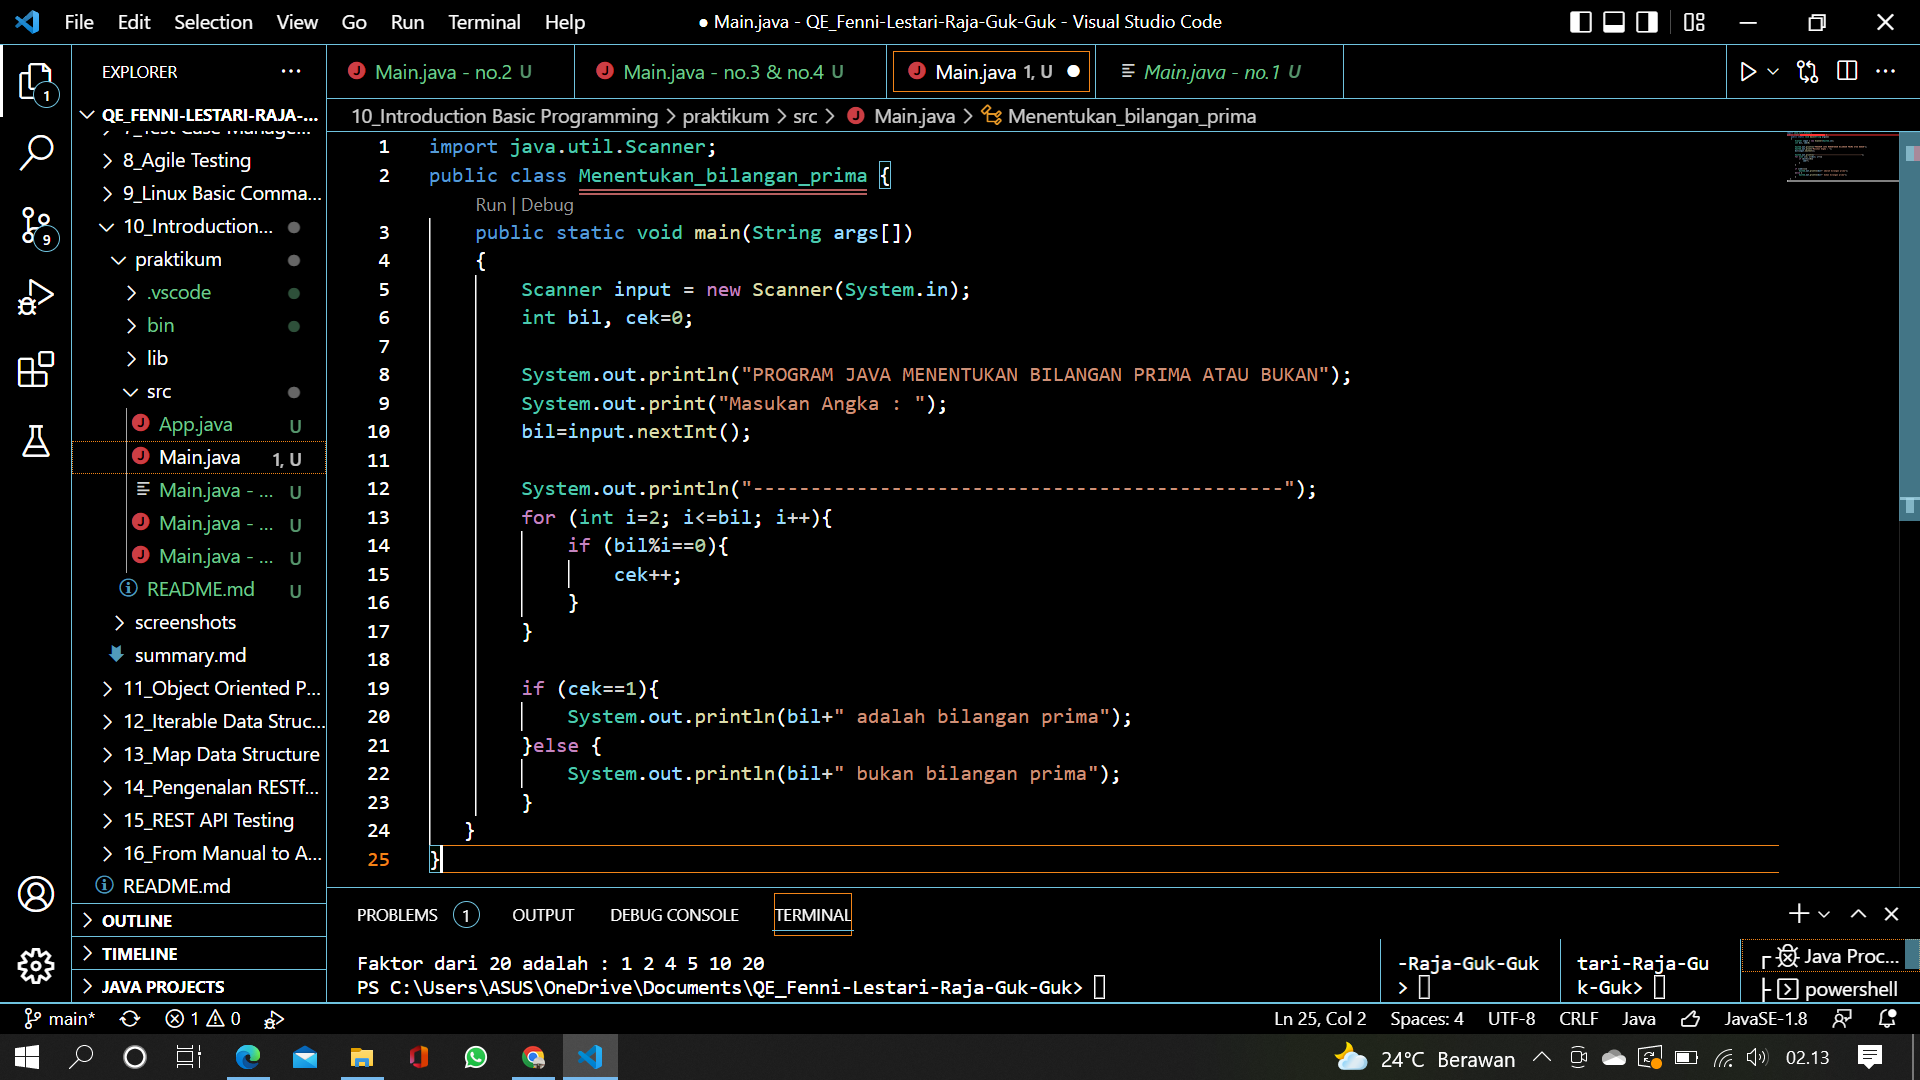 File Edit Selection View Go Run Terminal Help
● Main.java - QE_Fenni-Lestari-Raja-Guk-Guk - Visual Studio Code
EXPLORER
QE_FENNI-LESTARI-RAJA-...
7_Test Case Manage...
8_Agile Testing
9_Linux Basic Comma...
10_Introduction...
praktikum
.vscode
bin
lib
src
App.java U
Main.java 1, U
Main.java - ... U
Main.java - ... U
Main.java - ... U
README.md U
screenshots
summary.md
11_Object Oriented P...
12_Iterable Data Struc...
13_Map Data Structure
14_Pengenalan RESTf...
15_REST API Testing
16_From Manual to A...
README.md
OUTLINE
TIMELINE
JAVA PROJECTS
1
9
Main.java - no.2 U
Main.java - no.3 & no.4 U
Main.java 1, U ●
Main.java - no.1 U
10_Introduction Basic Programming > praktikum > src > Main.java > Menentukan_bilangan_prima
1 import java.util.Scanner;
2 public class Menentukan_bilangan_prima {
Run | Debug
3 public static void main(String args[])
4 {
5 Scanner input = new Scanner(System.in);
6 int bil, cek=0;
7
8 System.out.println("PROGRAM JAVA MENENTUKAN BILANGAN PRIMA ATAU BUKAN");
9 System.out.print("Masukan Angka : ");
10 bil=input.nextInt();
11
12 System.out.println("----------------------------------------------");
13 for (int i=2; i<=bil; i++){
14 if (bil%i==0){
15 cek++;
16 }
17 }
18
19 if (cek==1){
20 System.out.println(bil+" adalah bilangan prima");
21 }else {
22 System.out.println(bil+" bukan bilangan prima");
23 }
24 }
25 }
PROBLEMS 1 OUTPUT DEBUG CONSOLE TERMINAL
Faktor dari 20 adalah : 1 2 4 5 10 20
PS C:\Users\ASUS\OneDrive\Documents\QE_Fenni-Lestari-Raja-Guk-Guk>
-Raja-Guk-Guk
>
tari-Raja-Gu
k-Guk>
Java Proc...
powershell
main* 1 0
Ln 25, Col 2 Spaces: 4 UTF-8 CRLF Java JavaSE-1.8
24°C Berawan 02.13